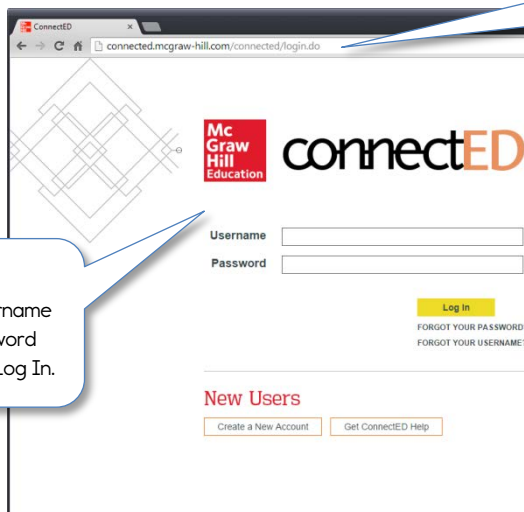 ConnectED
connected.mcgraw-hill.com/connected/login.do
Mc
Graw
Hill
Education
connectED
Username
Password
Log In
FORGOT YOUR PASSWORD
FORGOT YOUR USERNAME
New Users
Create a New Account
Get ConnectED Help
Log In.